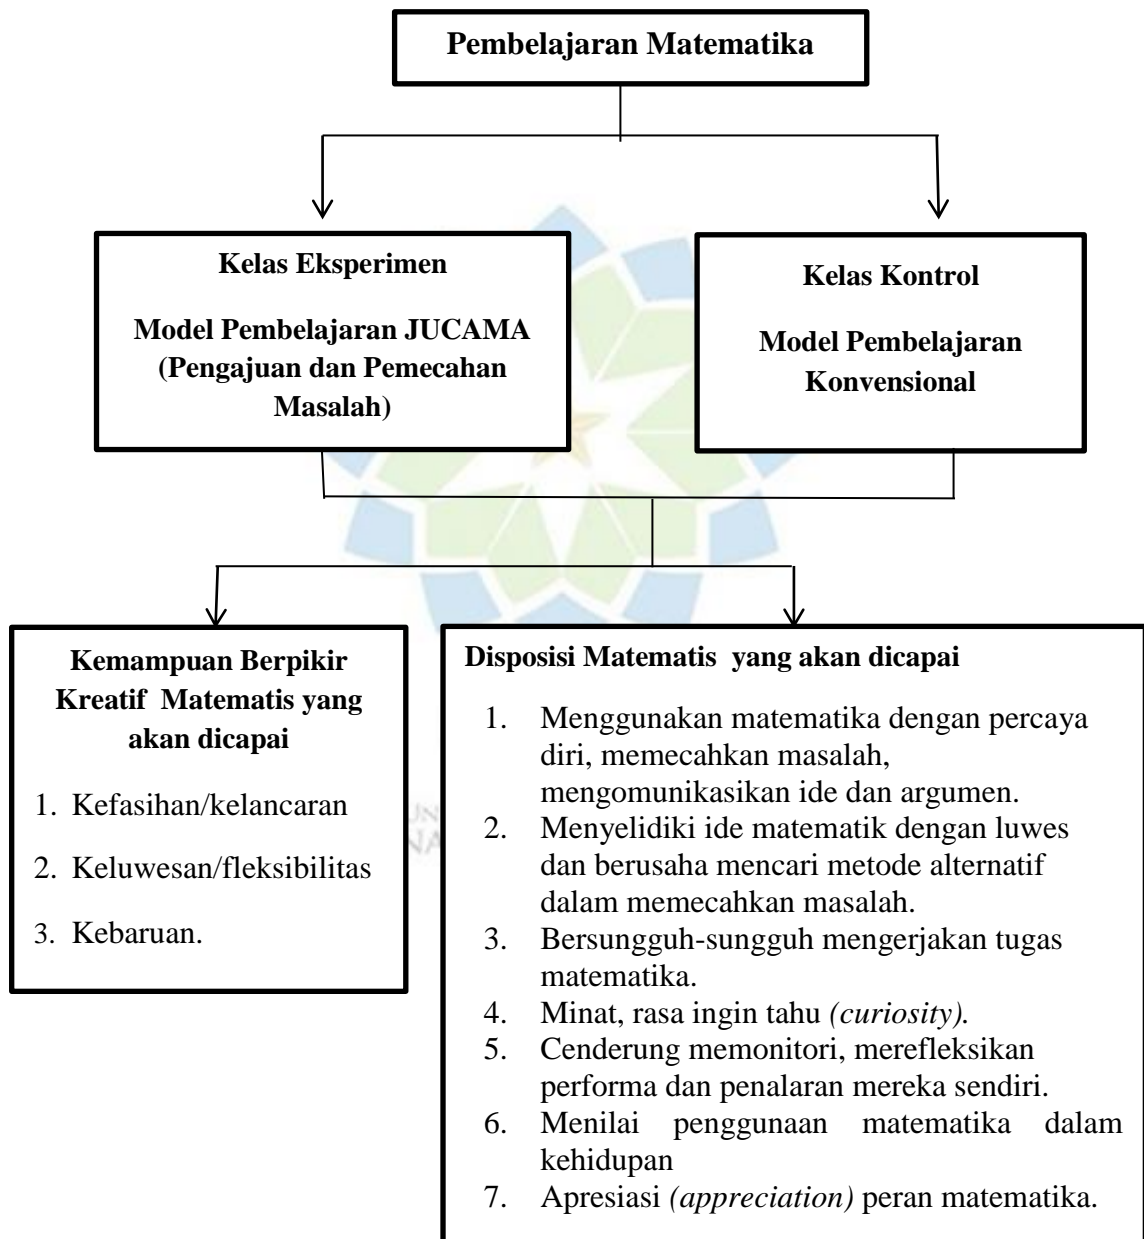 Pembelajaran Matematika
Kelas Eksperimen
Model Pembelajaran JUCAMA
(Pengajuan dan Pemecahan
Masalah)
Kelas Kontrol
Model Pembelajaran
Konvensional
Kemampuan Berpikir
Kreatif Matematis yang
akan dicapai
1. Kefasihan/kelancaran
2. Keluwesan/fleksibilitas
3. Kebaruan.
Disposisi Matematis yang akan dicapai
1. Menggunakan matematika dengan percaya
diri, memecahkan masalah,
mengomunikasikan ide dan argumen.
2. Menyelidiki ide matematik dengan luwes
dan berusaha mencari metode alternatif
dalam memecahkan masalah.
3. Bersungguh-sungguh mengerjakan tugas
matematika.
4. Minat, rasa ingin tahu (curiosity).
5. Cenderung memonitori, merefleksikan
performa dan penalaran mereka sendiri.
6. Menilai penggunaan matematika dalam
kehidupan
7. Apresiasi (appreciation) peran matematika.